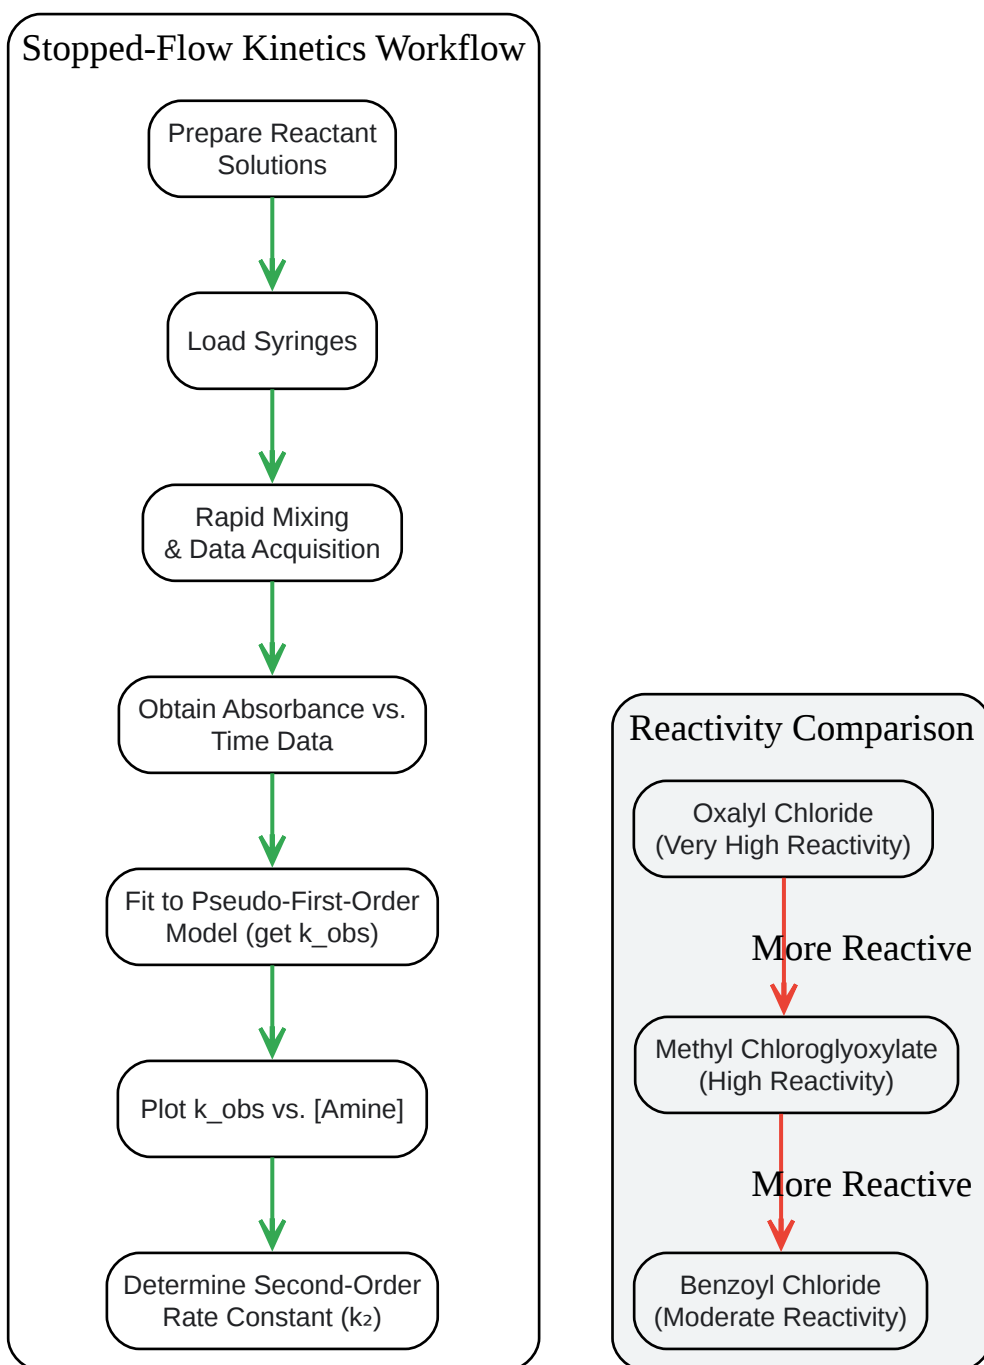 Stopped-Flow Kinetics Workflow
Prepare Reactant
Solutions
Load Syringes
Rapid Mixing
& Data Acquisition
Obtain Absorbance vs.
Time Data
Fit to Pseudo-First-Order
Model (get k_obs)
Plot k_obs vs. [Amine]
Determine Second-Order
Rate Constant (k₂)
Reactivity Comparison
Oxalyl Chloride
(Very High Reactivity)
More Reactive
Methyl Chloroglyoxylate
(High Reactivity)
More Reactive
Benzoyl Chloride
(Moderate Reactivity)